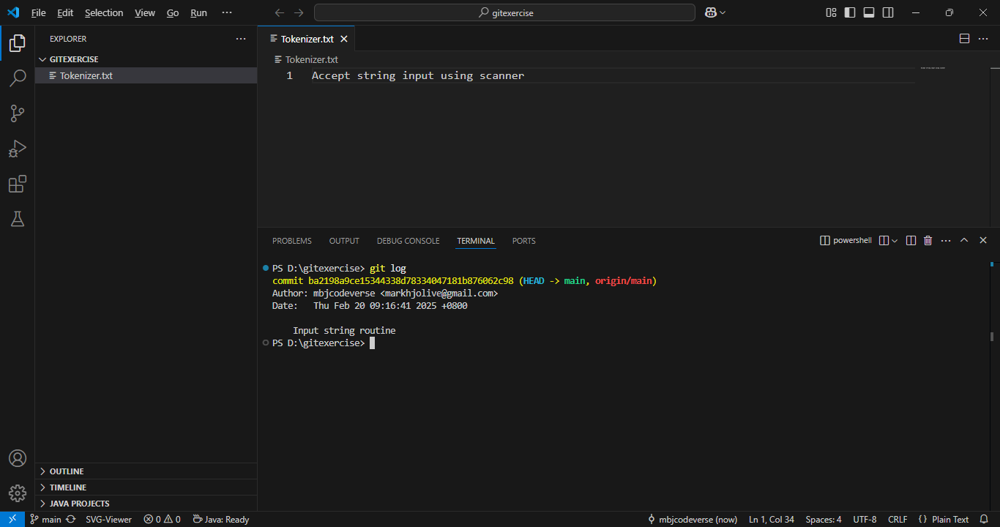 File Edit Selection View Go Run ···
gitexercise
EXPLORER ···
GITEXERCISE
Tokenizer.txt
Tokenizer.txt
Tokenizer.txt
1 Accept string input using scanner
PROBLEMS OUTPUT DEBUG CONSOLE TERMINAL PORTS
powershell
PS D:\gitexercise> git log
commit ba2198a9ce15344338d78334047181b876062c98 (HEAD -> main, origin/main)
Author: mbjcodeverse <markhjolive@gmail.com>
Date:   Thu Feb 20 09:16:41 2025 +0800
Input string routine
PS D:\gitexercise>
OUTLINE
TIMELINE
JAVA PROJECTS
main SVG-Viewer 0 0 Java: Ready mbjcodeverse (now) Ln 1, Col 34 Spaces: 4 UTF-8 CRLF {} Plain Text